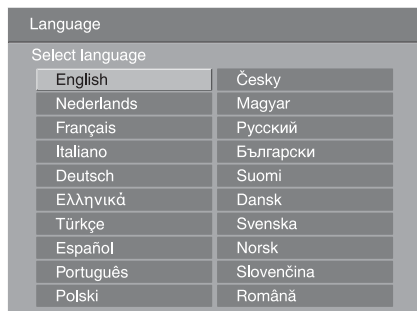 Language
Select language
English Česky
Nederlands Magyar
Français Русский
Italiano Български
Deutsch Suomi
Ελληνικά Dansk
Türkçe Svenska
Español Norsk
Português Slovenčina
Polski Română